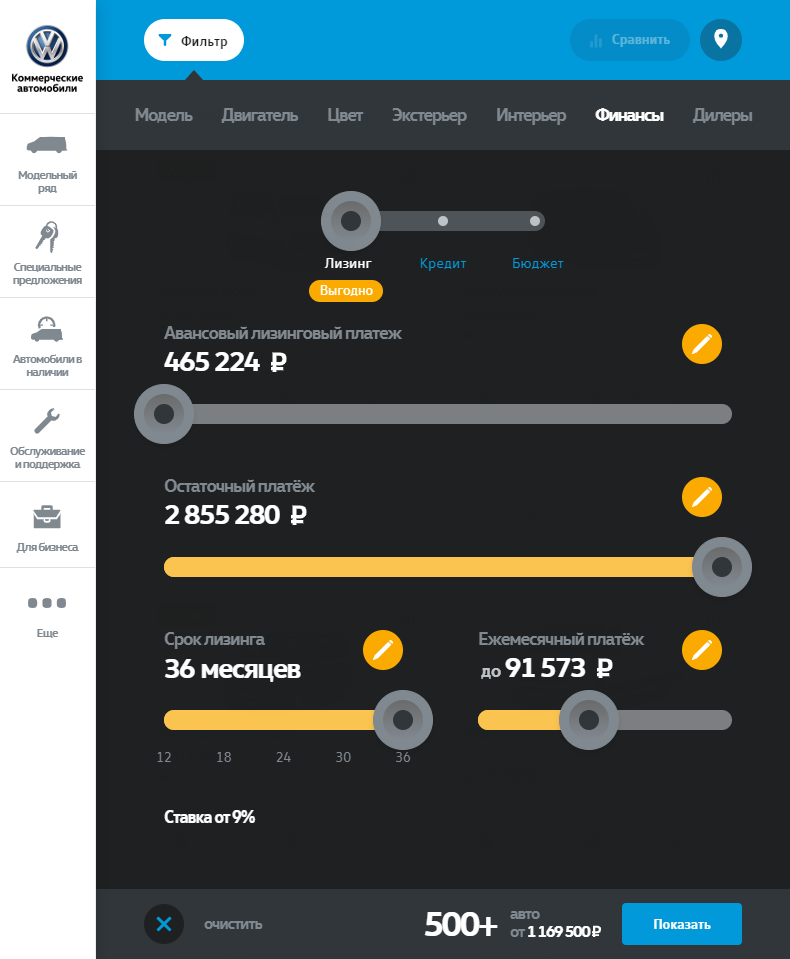 Фильтр
Сравнить
Коммерческие
автомобили
Модельный
ряд
Специальные
предложения
Автомобили в
наличии
Обслуживание
и поддержка
Для бизнеса
Еще
Модель Двигатель Цвет Экстерьер Интерьер Финансы Дилеры
Лизинг Кредит Бюджет
Выгодно
Авансовый лизинговый платеж
465 224 ₽
Остаточный платёж
2 855 280 ₽
Срок лизинга
36 месяцев
12 18 24 30 36
Ежемесячный платёж
до 91 573 ₽
Ставка от 9%
очистить
500+
авто
от 1 169 500 ₽
Показать